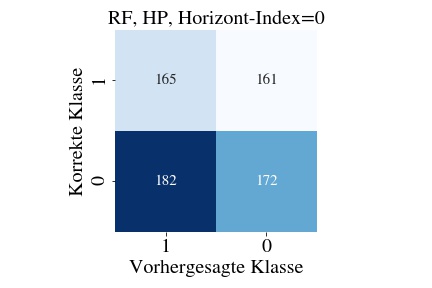 RF, HP, Horizont-Index=0
Korrekte Klasse
1
165
161
0
182
172
1
0
Vorhergesagte Klasse